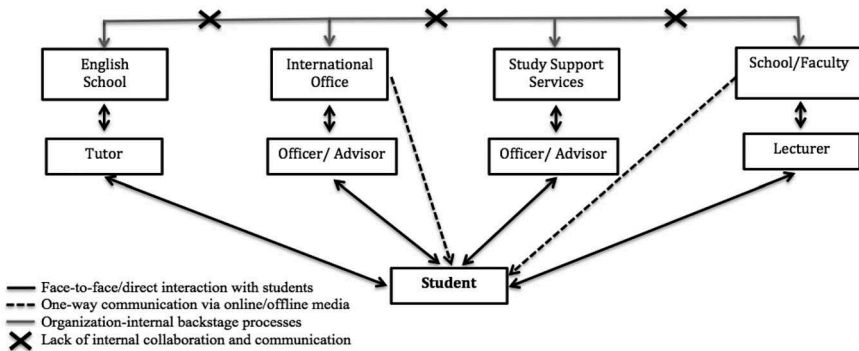 English
School
International
Office
Study Support
Services
School/Faculty
Tutor
Officer/ Advisor
Officer/ Advisor
Lecturer
Student
Face-to-face/direct interaction with students
One-way communication via online/offline media
Organization-internal backstage processes
Lack of internal collaboration and communication